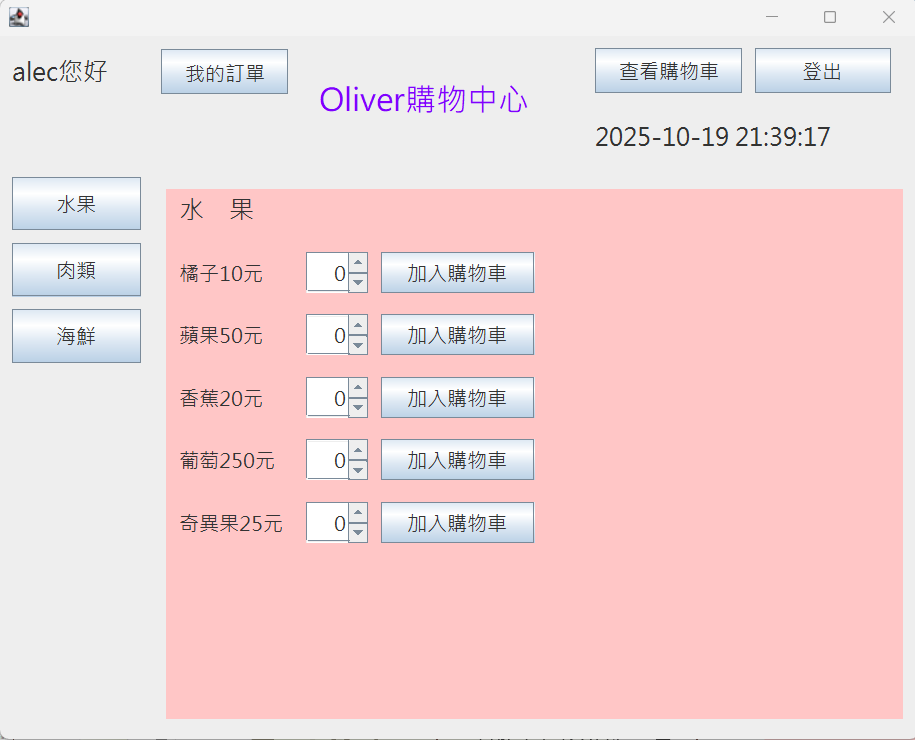 alec您好
我的訂單
Oliver購物中心
查看購物車
登出
2025-10-19 21:39:17
水果
肉類
海鮮
水 果
橘子10元 0 加入購物車
蘋果50元 0 加入購物車
香蕉20元 0 加入購物車
葡萄250元 0 加入購物車
奇異果25元 0 加入購物車